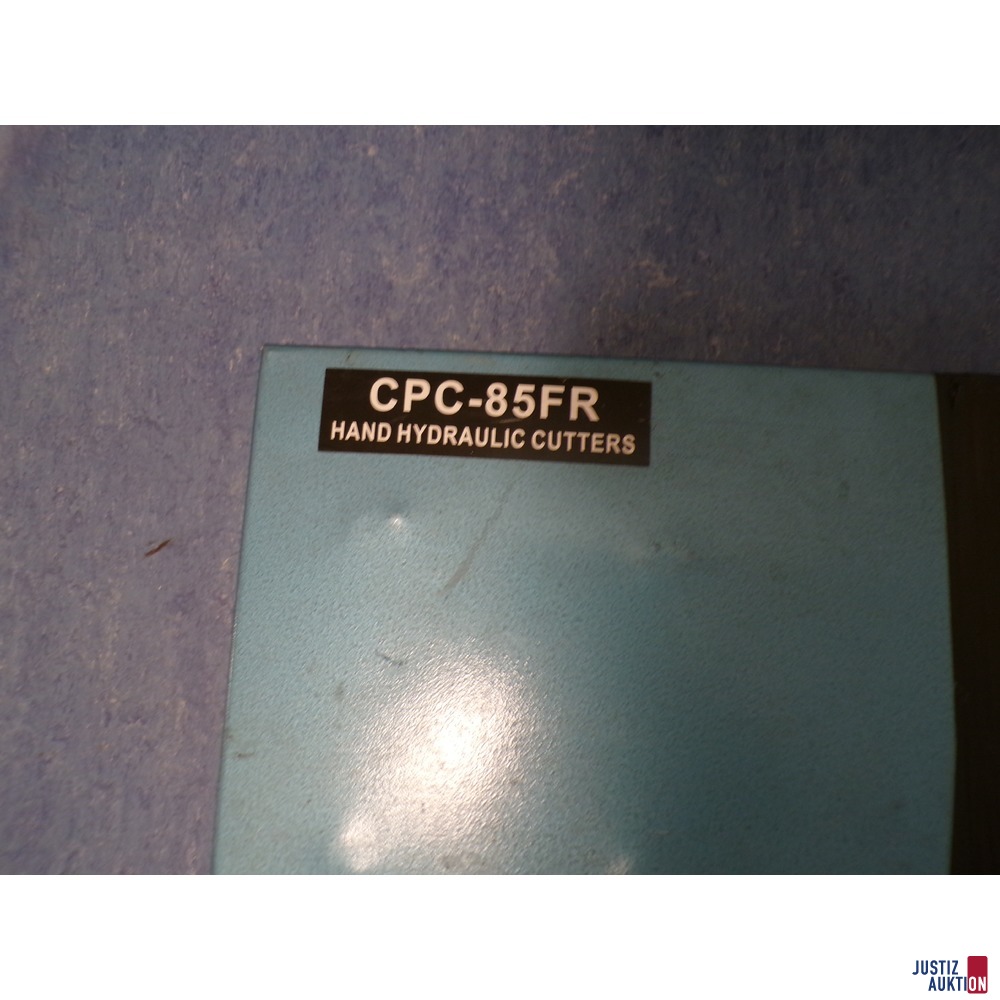 CPC-85FR
HAND HYDRAULIC CUTTERS
JUSTIZ
AUKTION